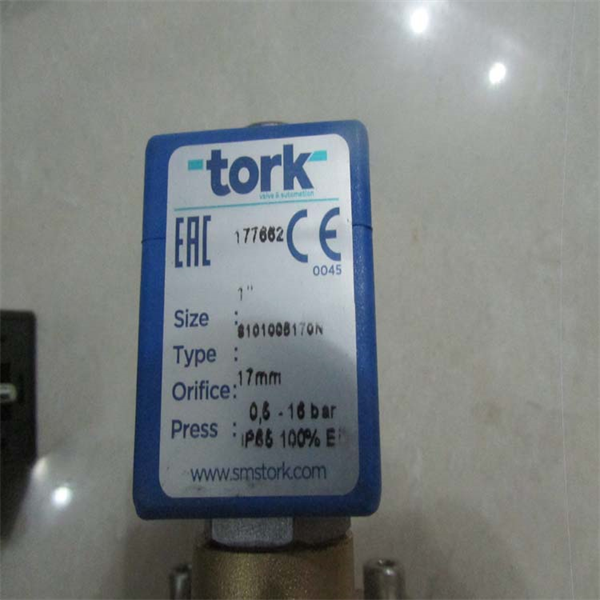 tork
valve & automation
EAC 177662 CE
0045
1"
Size :
Type : 8101006170N
Orifice: 17mm
Press : 0,5 - 16 bar
IP65 100% ED
www.smstork.com